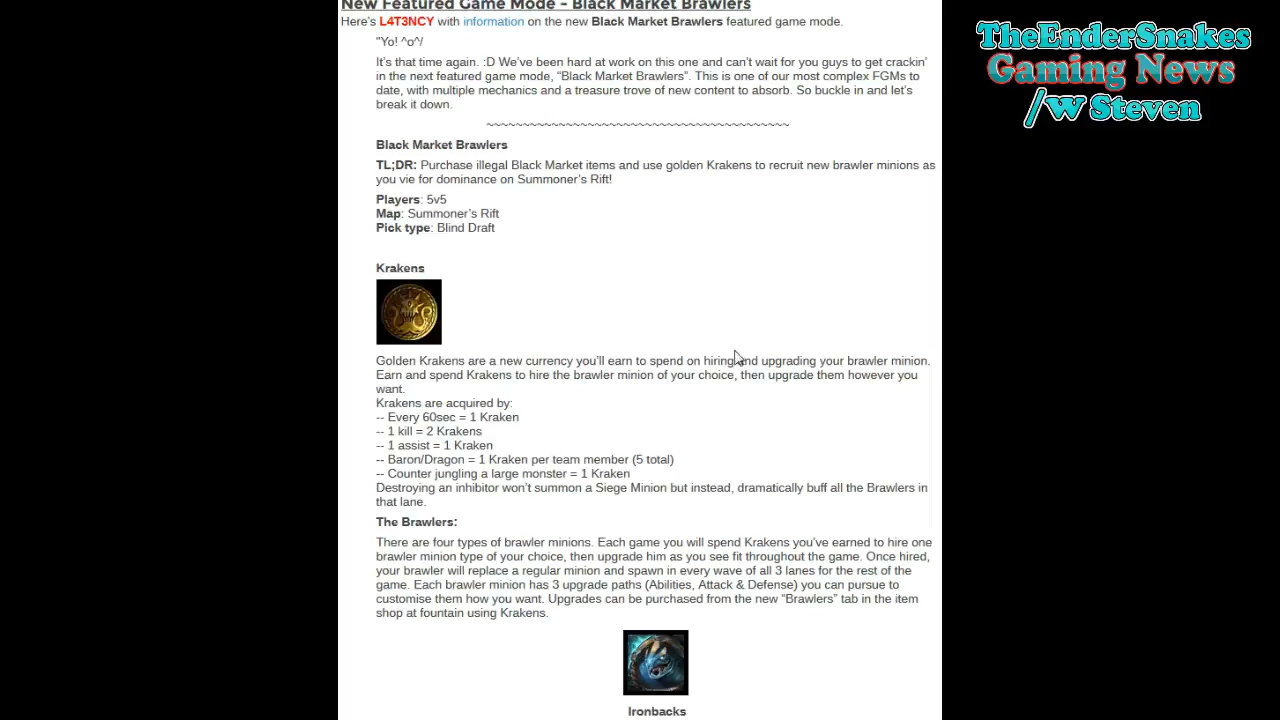 New Featured Game Mode - Black Market Brawlers
Here's L4T3NCY with information on the new Black Market Brawlers featured game mode.
"Yo! ^o^/
It's that time again. :D We've been hard at work on this one and can't wait for you guys to get crackin'
in the next featured game mode, "Black Market Brawlers". This is one of our most complex FGMs to
date, with multiple mechanics and a treasure trove of new content to absorb. So buckle in and let's
break it down.
~~~~~~~~~~~~~~~~~~~~~~~~~~~~~~~~~~~~~~~~~~
Black Market Brawlers
TL;DR: Purchase illegal Black Market items and use golden Krakens to recruit new brawler minions as
you vie for dominance on Summoner's Rift!
Players: 5v5
Map: Summoner's Rift
Pick type: Blind Draft
Krakens
Golden Krakens are a new currency you'll earn to spend on hiring and upgrading your brawler minion.
Earn and spend Krakens to hire the brawler minion of your choice, then upgrade them however you
want.
Krakens are acquired by:
-- Every 60sec = 1 Kraken
-- 1 kill = 2 Krakens
-- 1 assist = 1 Kraken
-- Baron/Dragon = 1 Kraken per team member (5 total)
-- Counter jungling a large monster = 1 Kraken
Destroying an inhibitor won't summon a Siege Minion but instead, dramatically buff all the Brawlers in
that lane.
The Brawlers:
There are four types of brawler minions. Each game you will spend Krakens you've earned to hire one
brawler minion type of your choice, then upgrade him as you see fit throughout the game. Once hired,
your brawler will replace a regular minion and spawn in every wave of all 3 lanes for the rest of the
game. Each brawler minion has 3 upgrade paths (Abilities, Attack & Defense) you can pursue to
customise them how you want. Upgrades can be purchased from the new "Brawlers" tab in the item
shop at fountain using Krakens.
Ironbacks
TheEnderSnakes
Gaming News
/W Steven